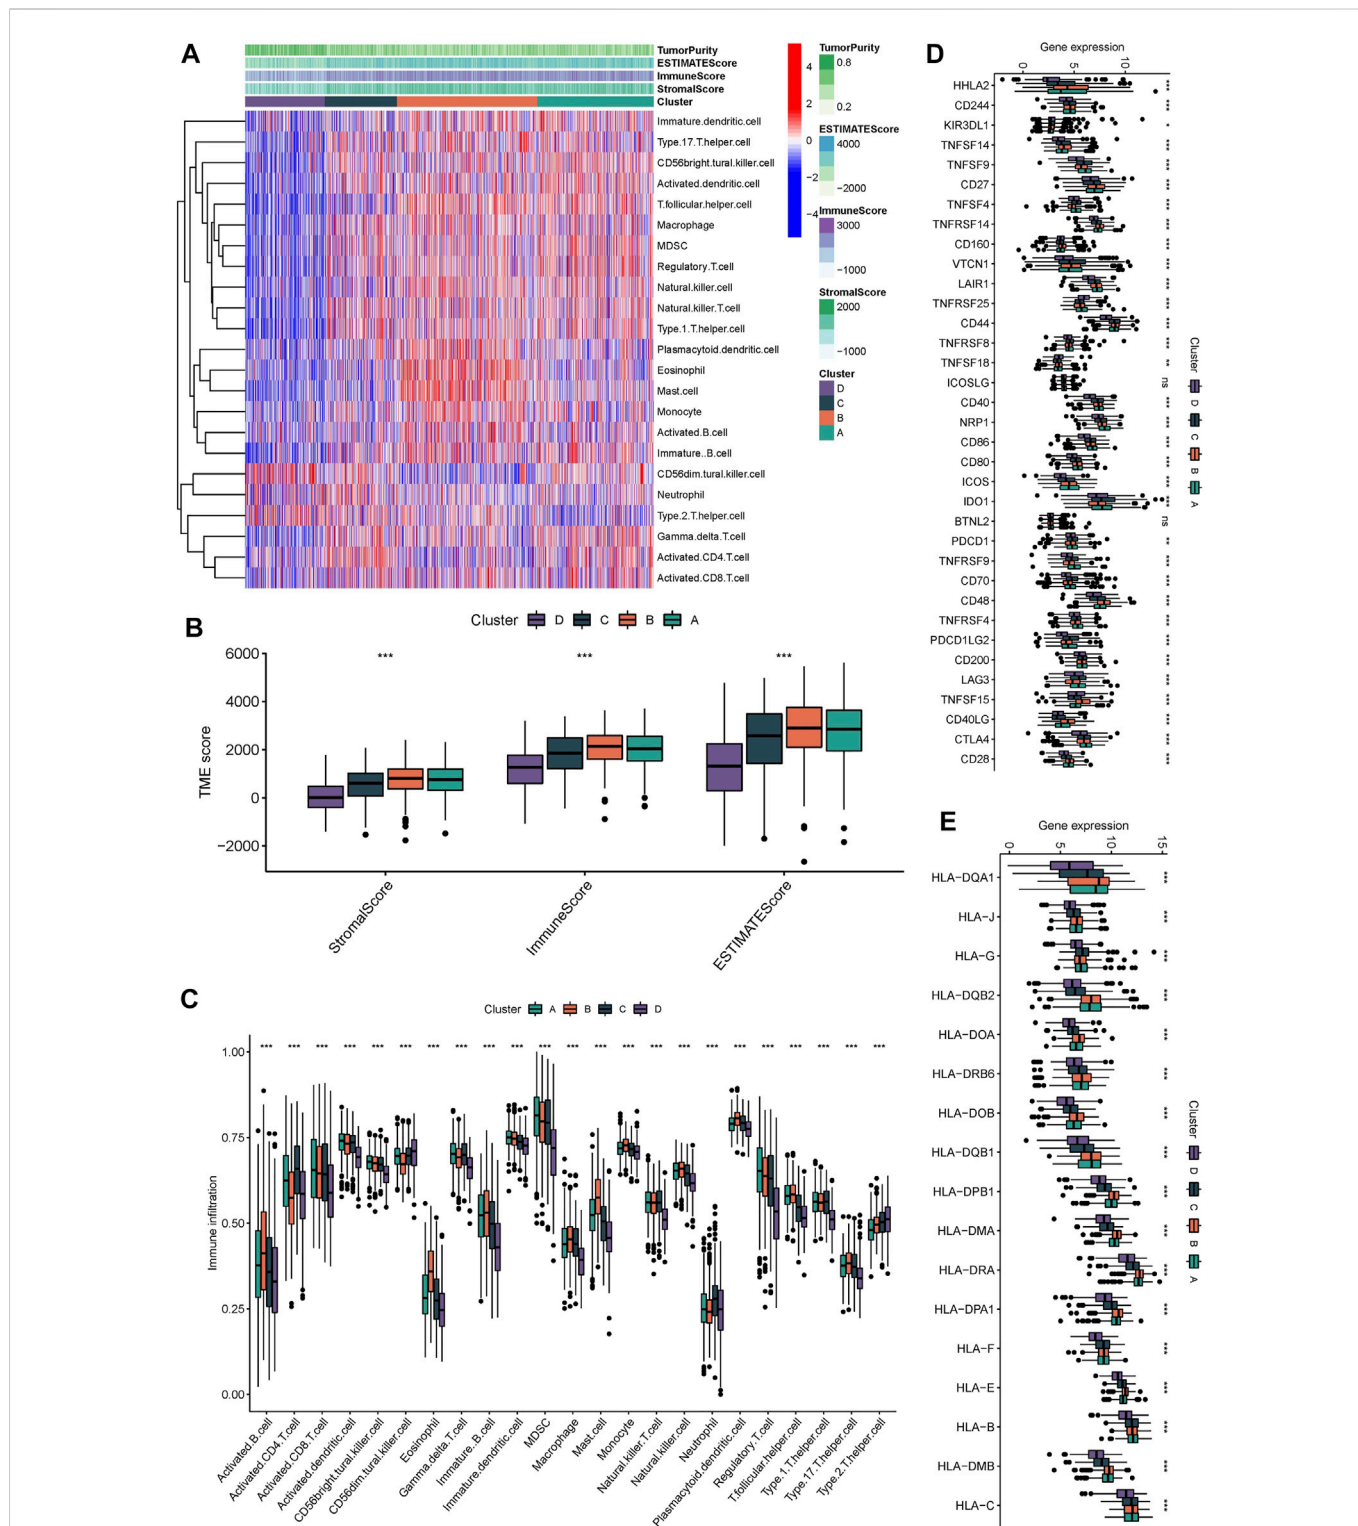 A
TumorPurity
ESTIMATEScore
ImmuneScore
StromalScore
Cluster
Immature.dendritic.cell
Type.17.T.helper.cell
CD56bright.tural.killer.cell
Activated.dendritic.cell
T.follicular.helper.cell
Macrophage
MDSC
Regulatory.T.cell
Natural.killer.cell
Natural.killer.T.cell
Type.1.T.helper.cell
Plasmacytoid.dendritic.cell
Eosinophil
Mast.cell
Monocyte
Activated.B.cell
Immature..B.cell
CD56dim.tural.killer.cell
Neutrophil
Type.2.T.helper.cell
Gamma.delta.T.cell
Activated.CD4.T.cell
Activated.CD8.T.cell
4
2
0
−2
−4
TumorPurity
0.8
0.2
ESTIMATEScore
4000
−2000
ImmuneScore
3000
−1000
StromalScore
2000
−1000
Cluster
D
C
B
A
B
Cluster D C B A
TME score
6000
4000
2000
0
−2000
*** *** ***
StromalScore
ImmuneScore
ESTIMATEScore
C
Cluster A B C D
Immune infiltration
1.00
0.75
0.50
0.25
0.00
*** *** *** *** *** *** *** *** *** *** *** *** *** *** *** *** *** *** *** *** *** *** ***
Activated.B.cell
Activated.CD4.T.cell
Activated.CD8.T.cell
Activated.dendritic.cell
CD56bright.tural.killer.cell
CD56dim.tural.killer.cell
Eosinophil
Gamma.delta.T.cell
Immature..B.cell
Immature.dendritic.cell
MDSC
Macrophage
Mast.cell
Monocyte
Natural.killer.T.cell
Natural.killer.cell
Neutrophil
Plasmacytoid.dendritic.cell
Regulatory.T.cell
T.follicular.helper.cell
Type.1.T.helper.cell
Type.17.T.helper.cell
Type.2.T.helper.cell
D
Gene expression
0 5 10
HHLA2
CD244
KIR3DL1
TNFSF14
TNFSF9
CD27
TNFSF4
TNFRSF14
CD160
VTCN1
LAIR1
TNFRSF25
CD44
TNFRSF8
TNFSF18
ICOSLG ns
CD40
NRP1
CD86
CD80
ICOS
IDO1
BTNL2 ns
PDCD1
TNFRSF9
CD70
CD48
TNFRSF4
PDCD1LG2
CD200
LAG3
TNFSF15
CD40LG
CTLA4
CD28
Cluster D C B A
E
Gene expression
0 5 10 15
HLA−DQA1
HLA−J
HLA−G
HLA−DQB2
HLA−DOA
HLA−DRB6
HLA−DOB
HLA−DQB1
HLA−DPB1
HLA−DMA
HLA−DRA
HLA−DPA1
HLA−F
HLA−E
HLA−B
HLA−DMB
HLA−C
Cluster D C B A